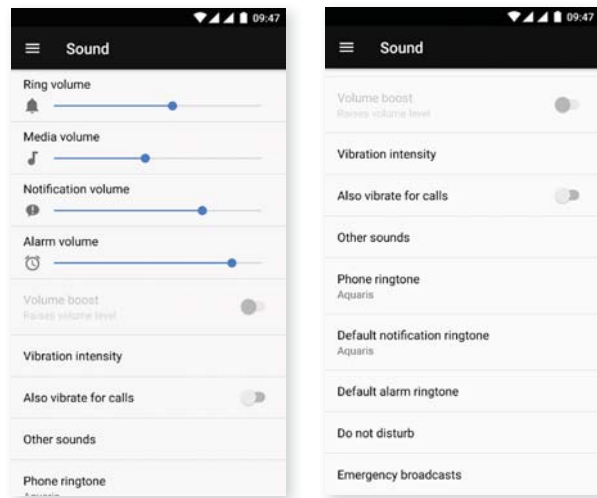 09:47
Sound
Ring volume
Media volume
Notification volume
Alarm volume
Volume boost
Raises volume level
Vibration intensity
Also vibrate for calls
Other sounds
Phone ringtone
Aquaris
09:47
Sound
Volume boost
Raises volume level
Vibration intensity
Also vibrate for calls
Other sounds
Phone ringtone
Aquaris
Default notification ringtone
Aquaris
Default alarm ringtone
Do not disturb
Emergency broadcasts